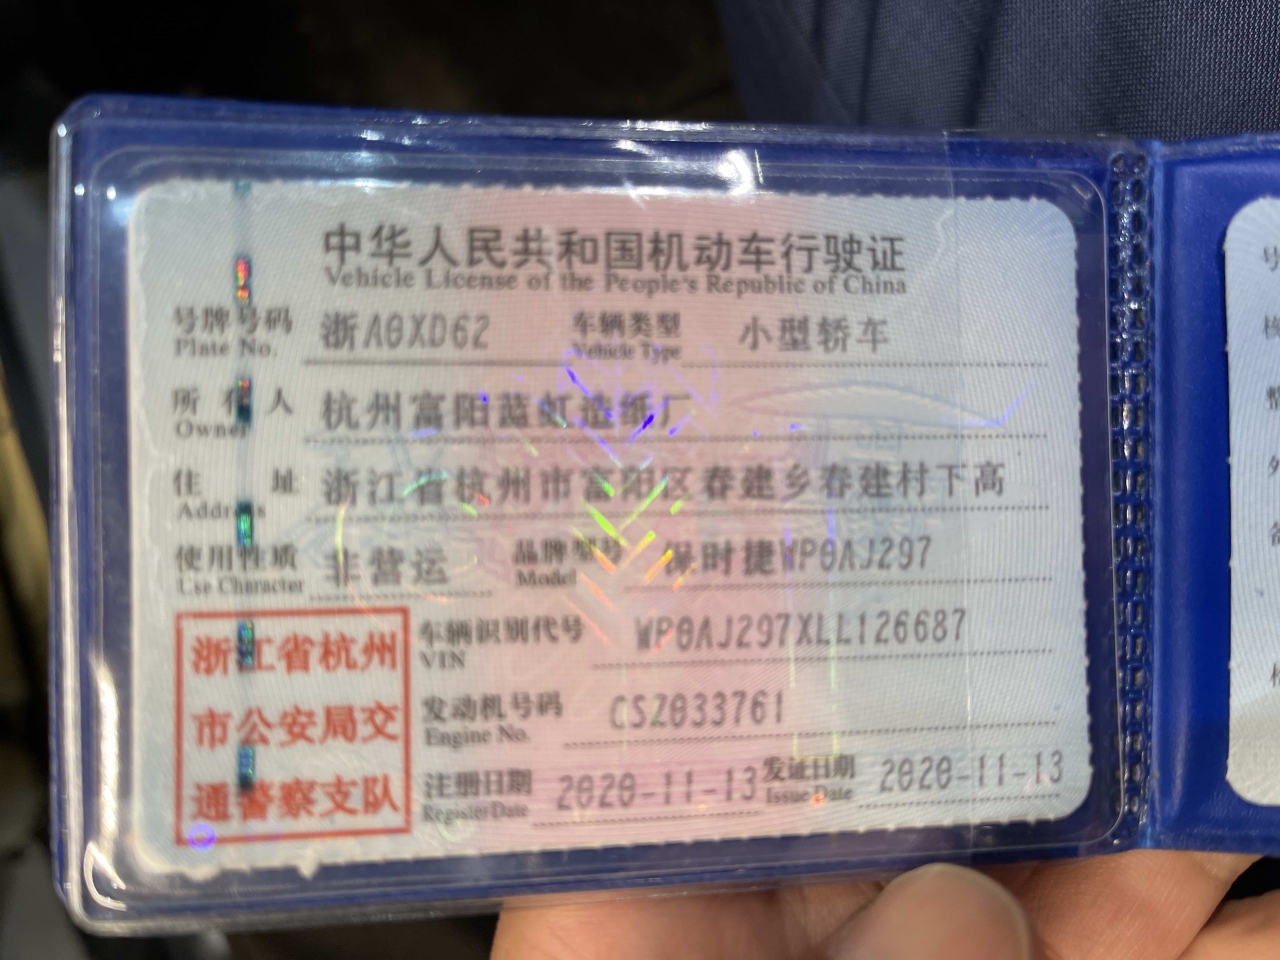 中华人民共和国机动车行驶证
Vehicle License of the People's Republic of China
号牌号码 浙A0XD62 车辆类型 小型轿车
Plate No. Vehicle Type
所有人 杭州富阳蓝虹造纸厂
Owner
住址 浙江省杭州市富阳区春建乡春建村下高
Address
使用性质 非营运 品牌型号 保时捷WP0AJ297
Use Character Model
浙江省杭州
市公安局交
通警察支队
车辆识别代号 WP0AJ297XLL126687
VIN
发动机号码 CSZ033761
Engine No.
注册日期 2020-11-13 发证日期 2020-11-13
Register Date Issue Date
号